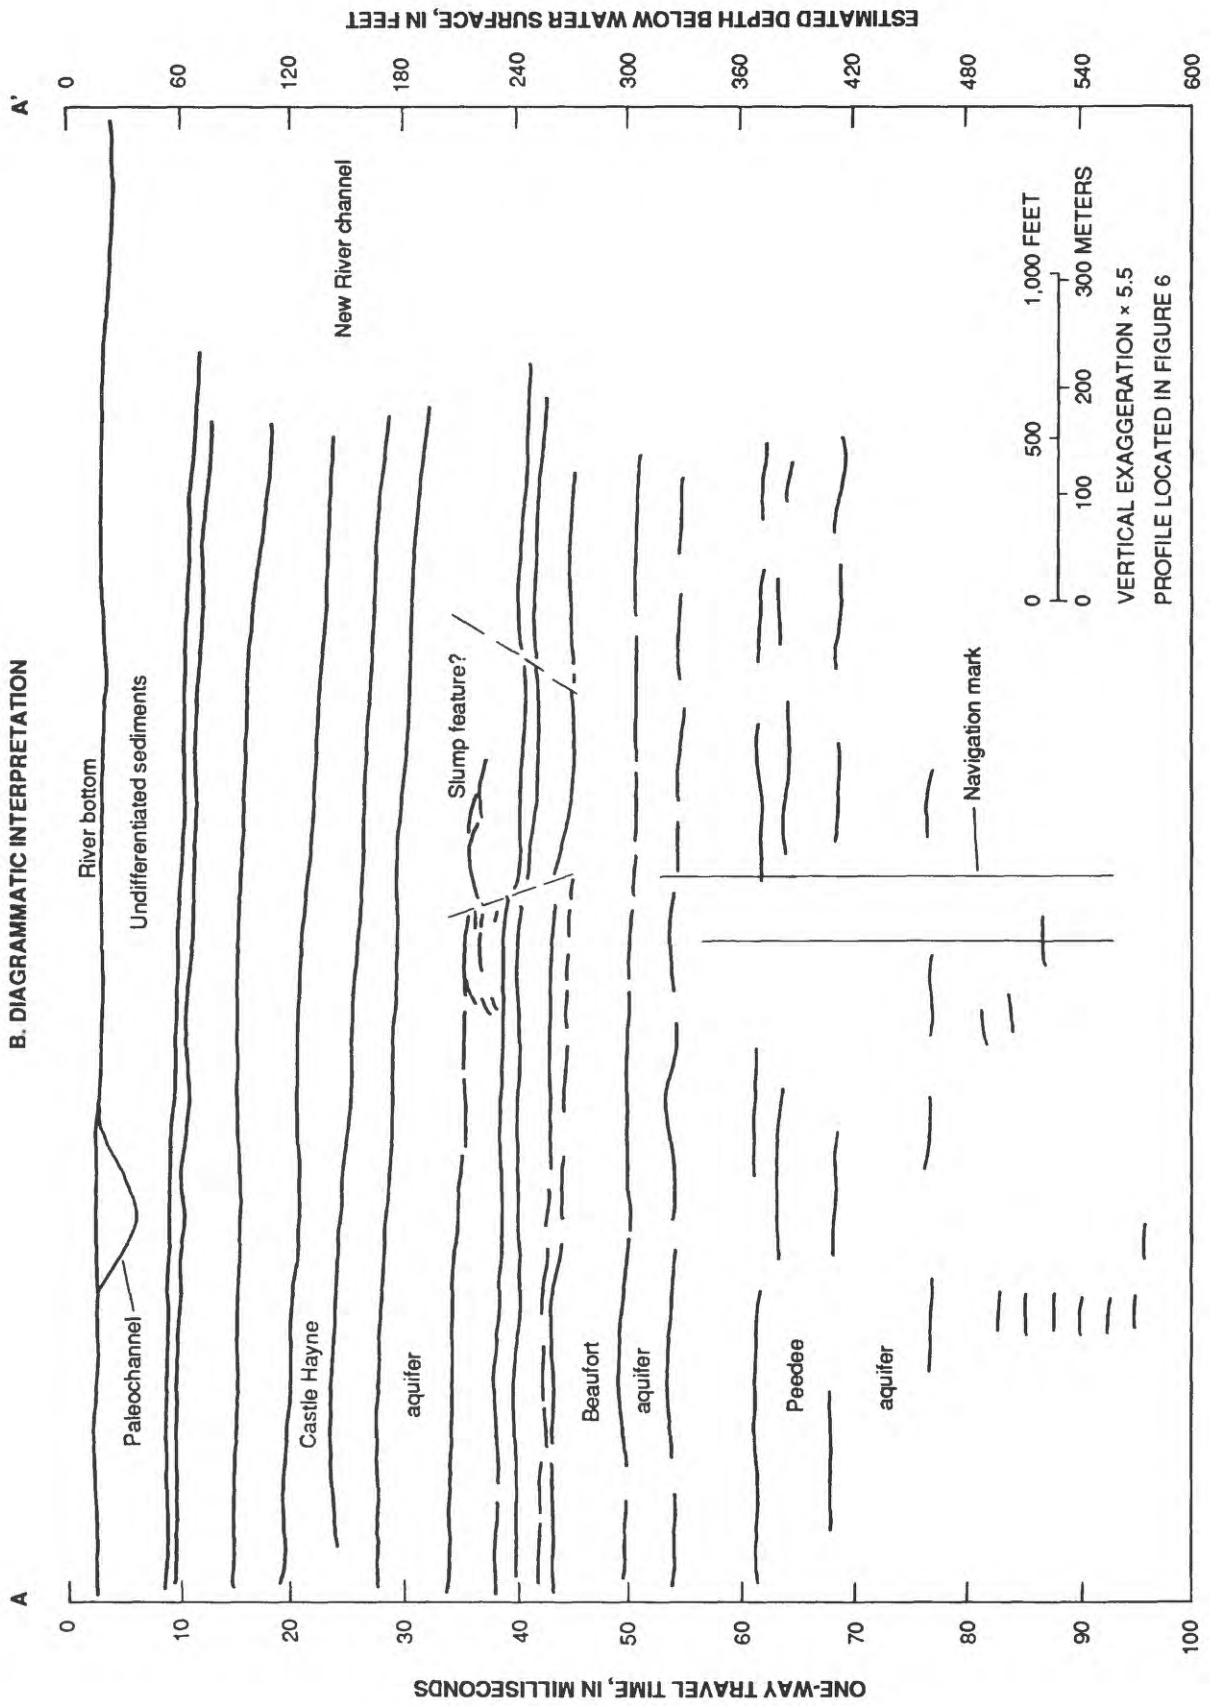 B. DIAGRAMMATIC INTERPRETATION
A
A'
ONE-WAY TRAVEL TIME, IN MILLISECONDS
0
10
20
30
40
50
60
70
80
90
100
ESTIMATED DEPTH BELOW WATER SURFACE, IN FEET
0
60
120
180
240
300
360
420
480
540
600
River bottom
Undifferentiated sediments
Paleochannel
New River channel
Castle Hayne
aquifer
Slump feature?
Beaufort
aquifer
Peedee
aquifer
Navigation mark
0 500 1,000 FEET
0 100 200 300 METERS
VERTICAL EXAGGERATION × 5.5
PROFILE LOCATED IN FIGURE 6